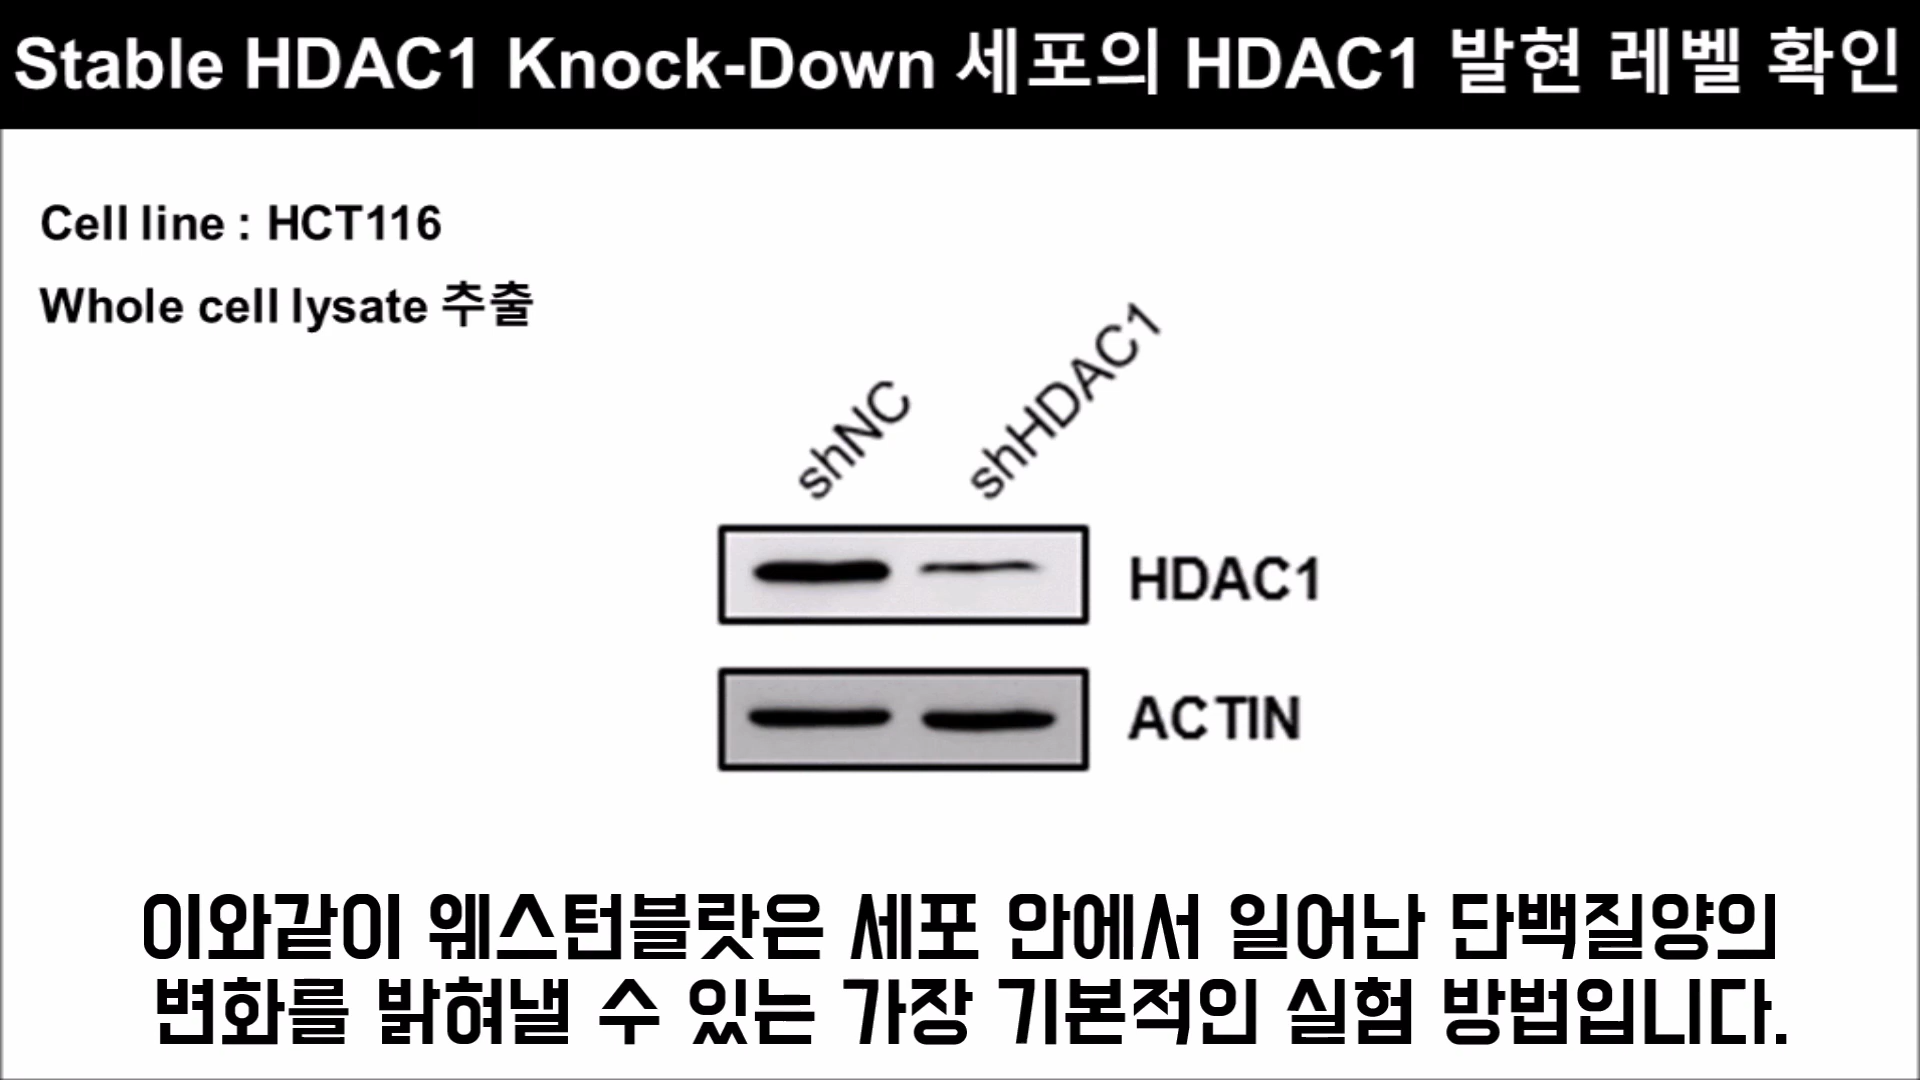 Stable HDAC1 Knock-Down 세포의 HDAC1 발현 레벨 확인
Cell line : HCT116
Whole cell lysate 추출
shNC
shHDAC1
HDAC1
ACTIN
이와같이 웨스턴블랏은 세포 안에서 일어난 단백질양의
변화를 밝혀낼 수 있는 가장 기본적인 실험 방법입니다.